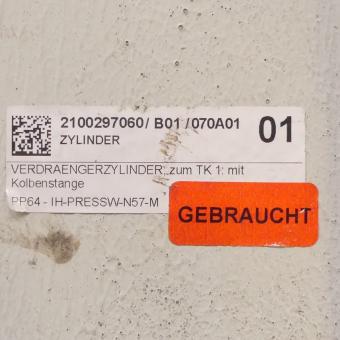 2100297060/ B01 /070A01 01
ZYLINDER
VERDRAENGERZYLINDER; zum TK 1: mit
Kolbenstange
PP64 - IH-PRESSW-N57-M
GEBRAUCHT